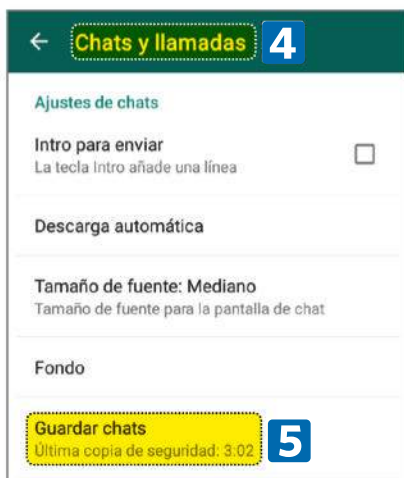 ← Chats y llamadas 4
Ajustes de chats
Intro para enviar
La tecla Intro añade una línea
Descarga automática
Tamaño de fuente: Mediano
Tamaño de fuente para la pantalla de chat
Fondo
Guardar chats
Última copia de seguridad: 3:02 5